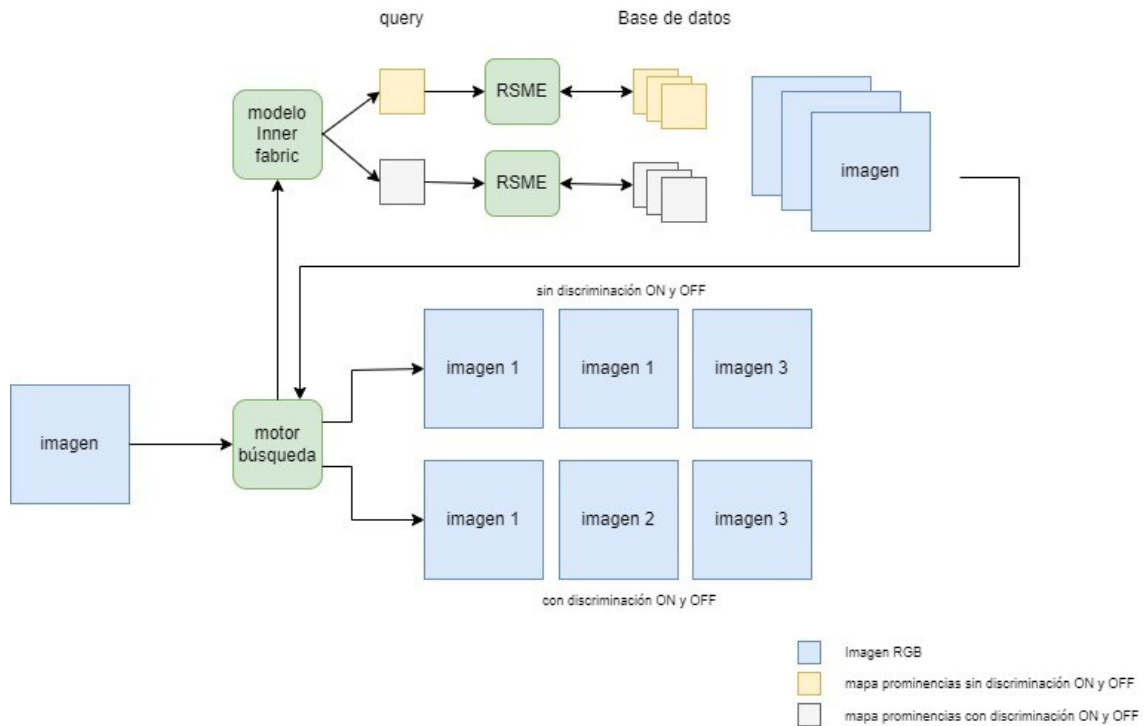 query
Base de datos
RSME
modelo
Inner
fabric
RSME
imagen
sin discriminación ON y OFF
imagen 1
imagen 1
imagen 3
imagen
motor
búsqueda
imagen 1
imagen 2
imagen 3
con discriminación ON y OFF
Imagen RGB
mapa prominencias sin discriminación ON y OFF
mapa prominencias con discriminación ON y OFF